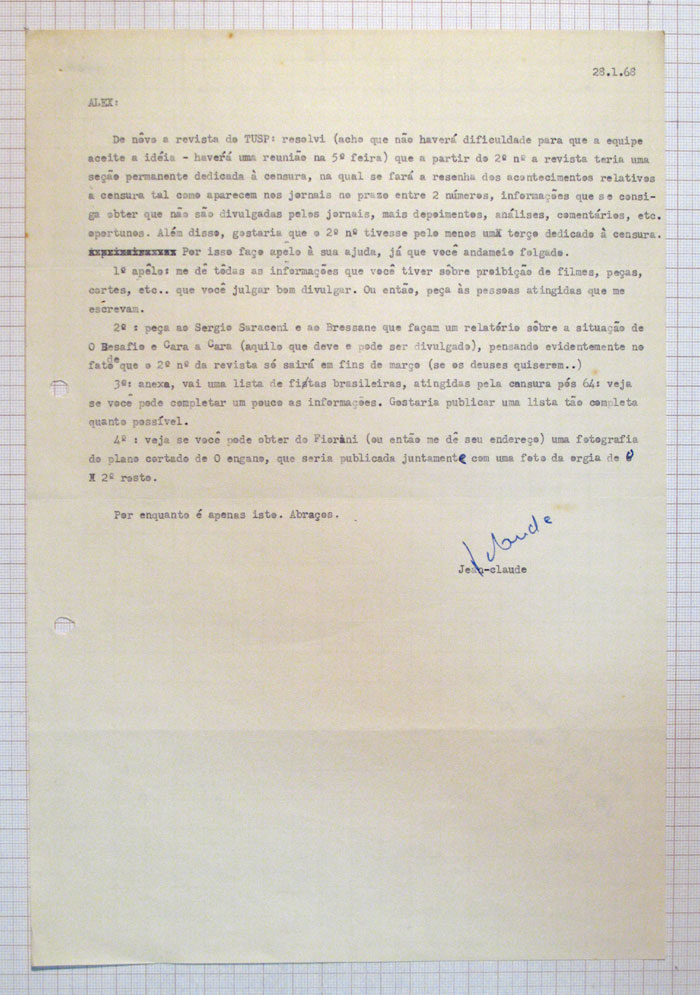 28.1.68
ALEX:
De nôvo a revista do TUSP: resolvi (acho que não haverá dificuldade para que a equipe
aceite a idéia - haverá uma reunião na 5ª feira) que a partir do 2º nº a revista teria uma
seção permanente dedicada à censura, na qual se fará a resenha dos acontecimentos relativos
a censura tal como aparecem nos jornais no prazo entre 2 números, informações que se consi-
ga obter que não são divulgadas pelos jornais, mais depoimentos, análises, comentários, etc.
oportunos. Além disso, gostaria que o 2º nº tivesse pelo menos um terço dedicado à censura.
Por isso faço apêlo à sua ajuda, já que você andameio folgado.
1º apêlo: me dê tôdas as informações que você tiver sôbre proibição de filmes, peças,
cortes, etc.. que você julgar bom divulgar. Ou então, peça às pessoas atingidas que me
escrevam.
2º : peça ao Sergio Saraceni e ao Bressane que façam um relatório sôbre a situação de
O Desafio e Cara a Cara (aquilo que deve e pode ser divulgado), pensando evidentemente no
fato de que o 2º nº da revista só sairá em fins de março (se os deuses quiserem..)
3º: anexa, vai uma lista de fitas brasileiras, atingidas pela censura pós 64: veja
se você pode completar um pouco as informações. Gostaria publicar uma lista tão completa
quanto possível.
4º : veja se você pode obter do Fiorani (ou então me dê seu endereço) uma fotografia
do plano cortado de O engano, que seria publicada juntamente com uma foto da orgia de O
2º rosto.
Por enquanto é apenas isto. Abraços.
Jclaude
Jean-claude